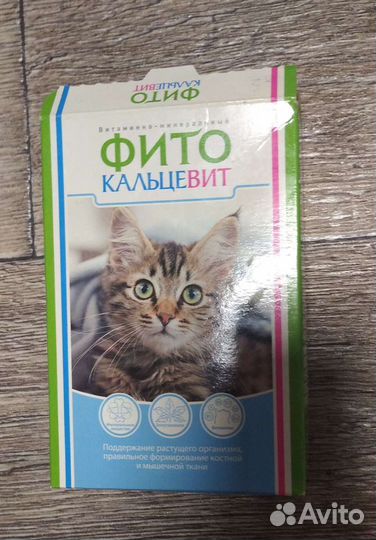 ФИТО
КАЛЬЦЕВИТ
Витаминно-минеральный
ФИТО
КАЛЬЦЕВИТ
Поддержание растущего организма,
правильное формирование костной
и мышечной ткани
Avito